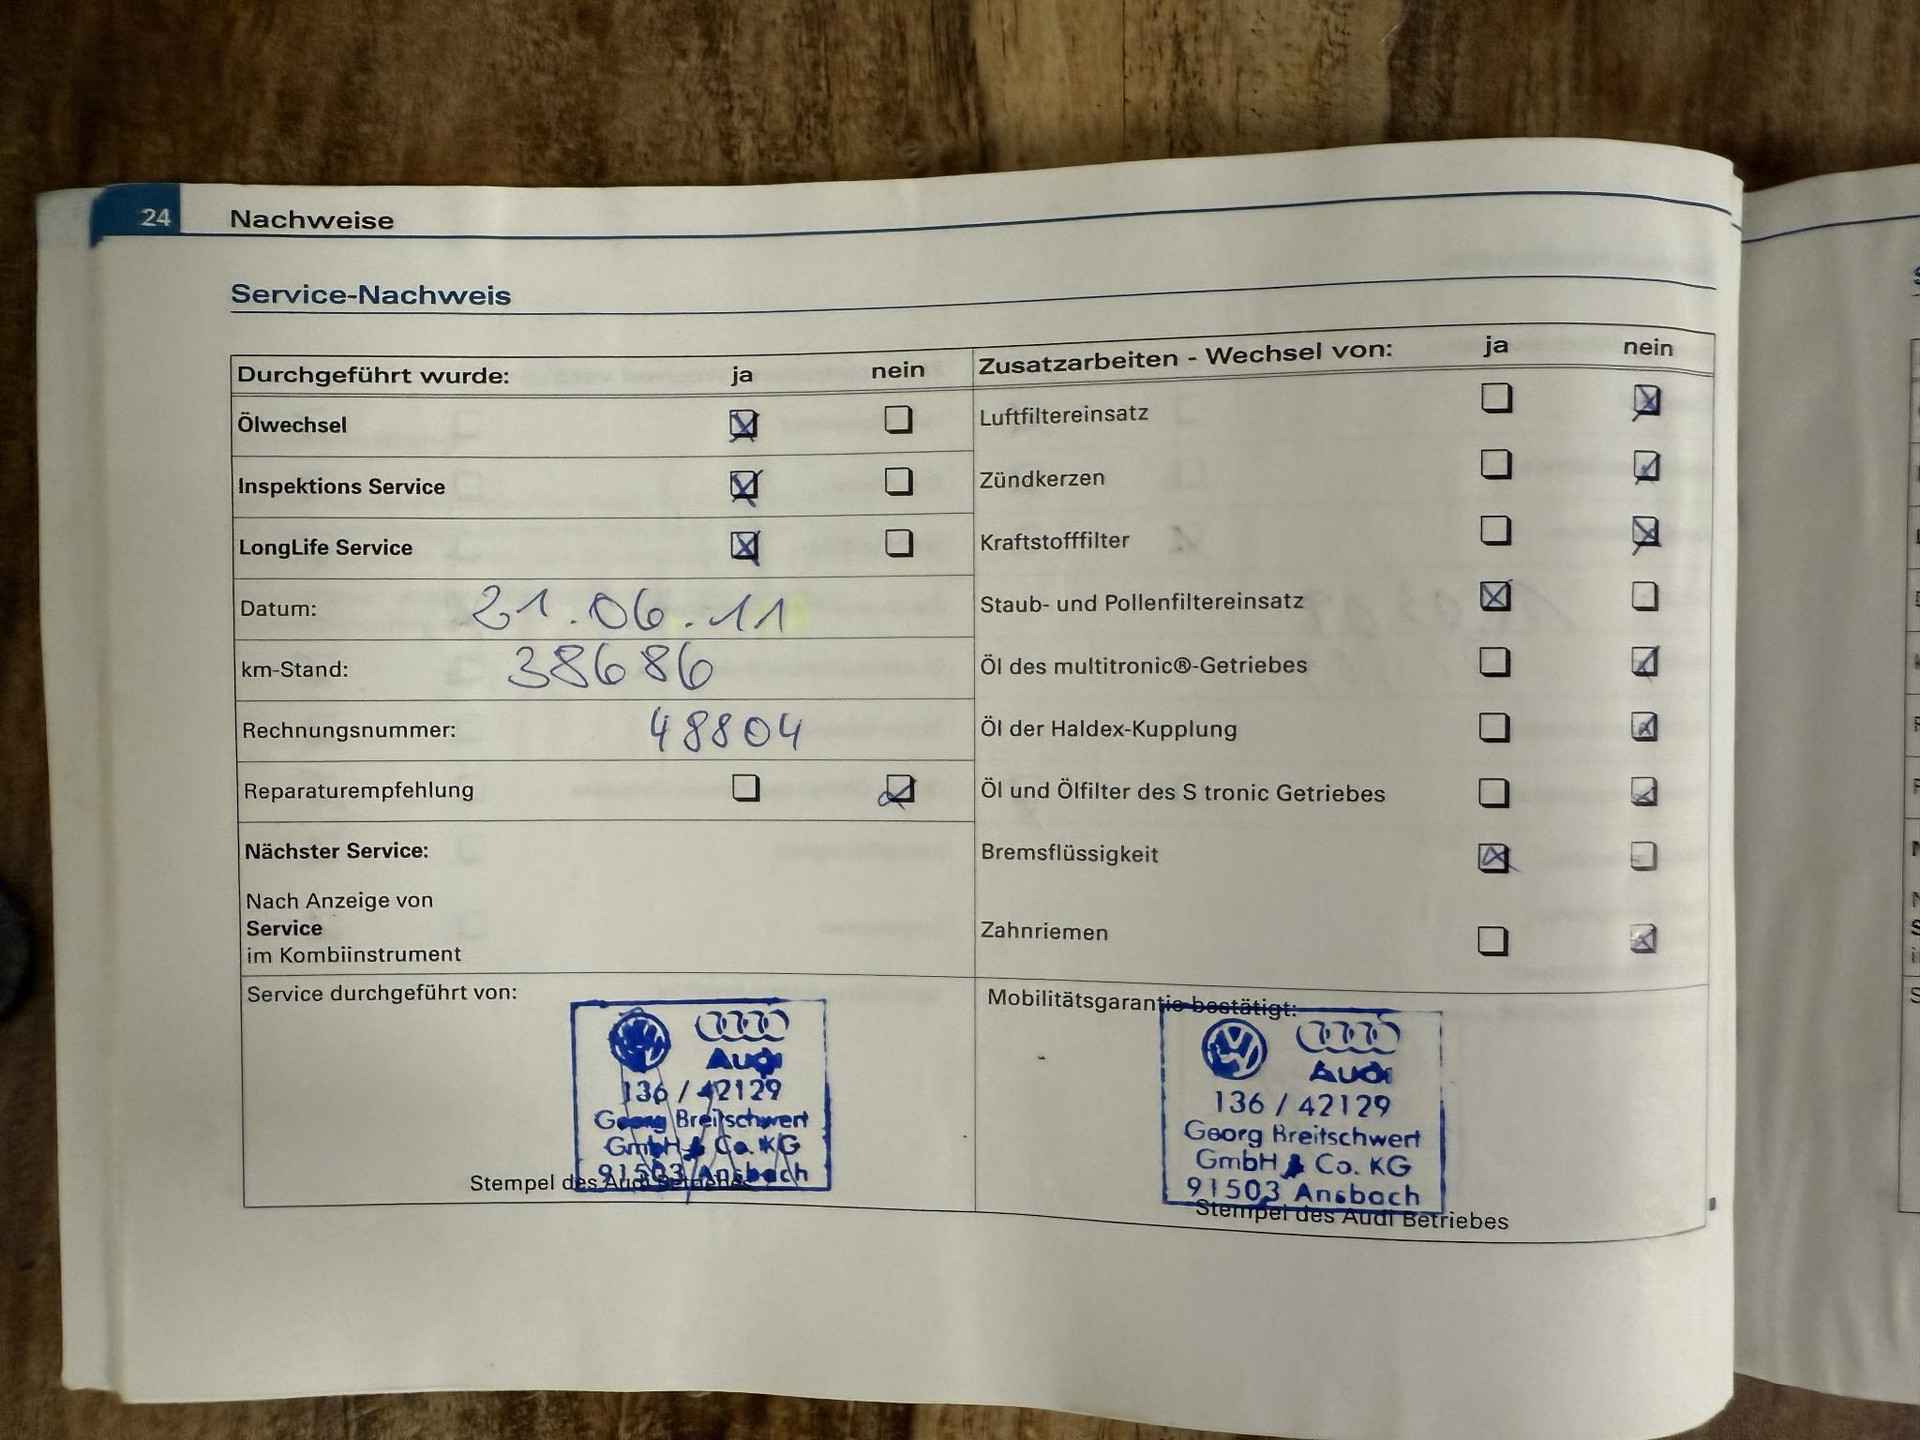 24 Nachweise
Service-Nachweis
Durchgeführt wurde: ja nein
Ölwechsel
Inspektions Service
LongLife Service
Datum: 21.06.11
km-Stand: 38686
Rechnungsnummer: 48804
Reparaturempfehlung
Nächster Service:
Nach Anzeige von
Service
im Kombiinstrument
Service durchgeführt von:
Audi
136 / 42129
Georg Breitschwert
GmbH & Co. KG
91503 Ansbach
Stempel des Audi Betriebes
Zusatzarbeiten - Wechsel von: ja nein
Luftfiltereinsatz
Zündkerzen
Kraftstofffilter
Staub- und Pollenfiltereinsatz
Öl des multitronic®-Getriebes
Öl der Haldex-Kupplung
Öl und Ölfilter des S tronic Getriebes
Bremsflüssigkeit
Zahnriemen
Mobilitätsgarantie bestätigt:
Audi
136 / 42129
Georg Breitschwert
GmbH & Co. KG
91503 Ansbach
Stempel des Audi Betriebes